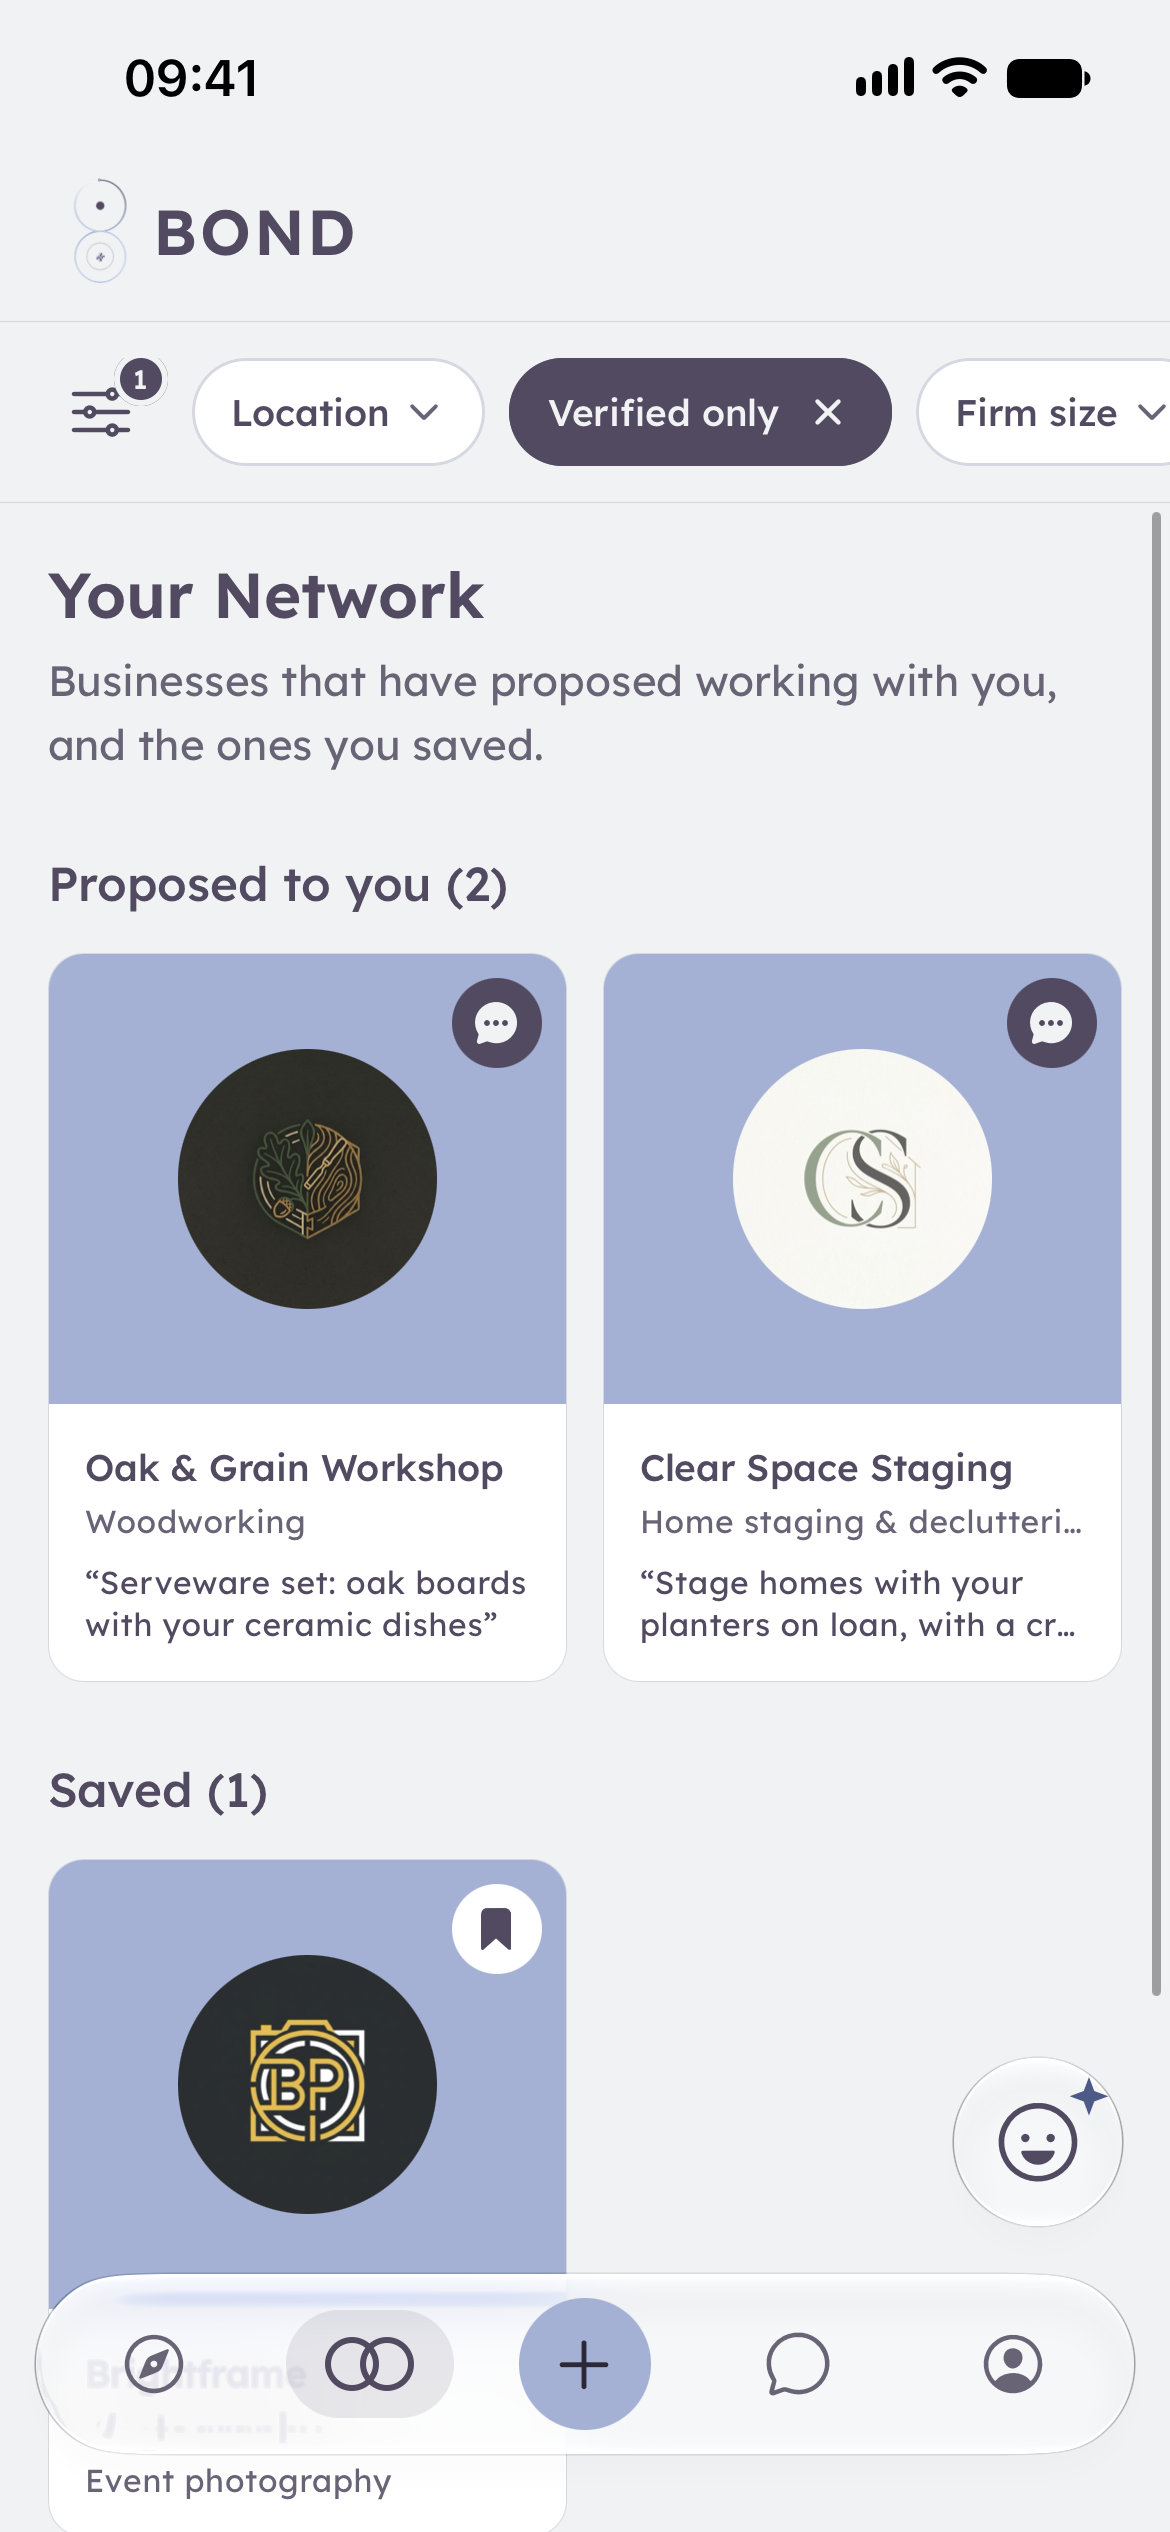 09:41
BOND
1
Location
Verified only
Firm size
Your Network
Businesses that have proposed working with you,
and the ones you saved.
Proposed to you (2)
CS
Oak & Grain Workshop
Woodworking
“Serveware set: oak boards
with your ceramic dishes”
Clear Space Staging
Home staging & declutteri...
“Stage homes with your
planters on loan, with a cr...
Saved (1)
BP
Brightframe
Event photography